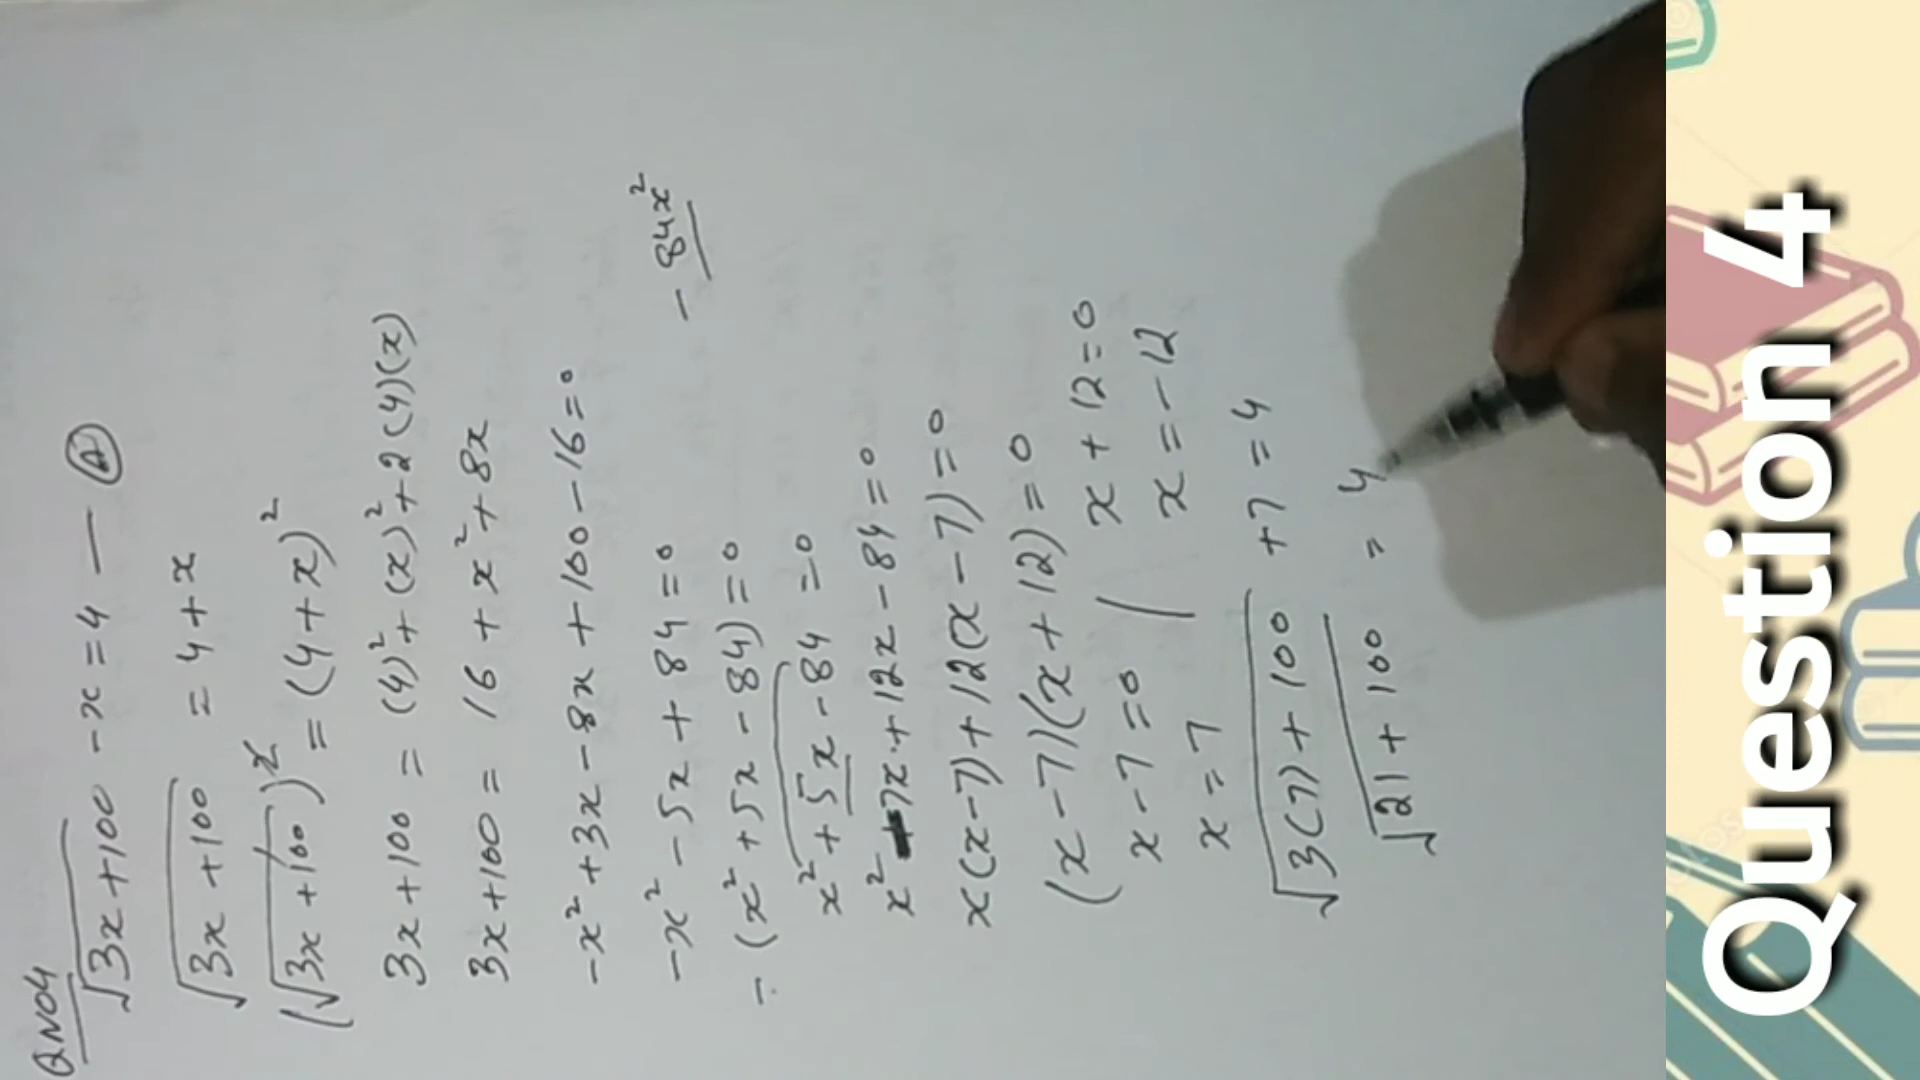 QNO4
√3x+100 - x = 4 — (A)
√3x+100 = 4+x
(√3x+100)² = (4+x)²
3x+100 = (4)²+(x)²+2(4)(x)
3x+100 = 16+x²+8x
-x²+3x-8x+100-16=0
-x²-5x+84=0
-84x²
-(x²+5x-84)=0
x²+5x-84=0
x²-7x+12x-84=0
x(x-7)+12(x-7)=0
(x-7)(x+12)=0
x-7=0 | x+12=0
x=7 x=-12
√3(7)+100 +7=4
√21+100 = 4
Question 4